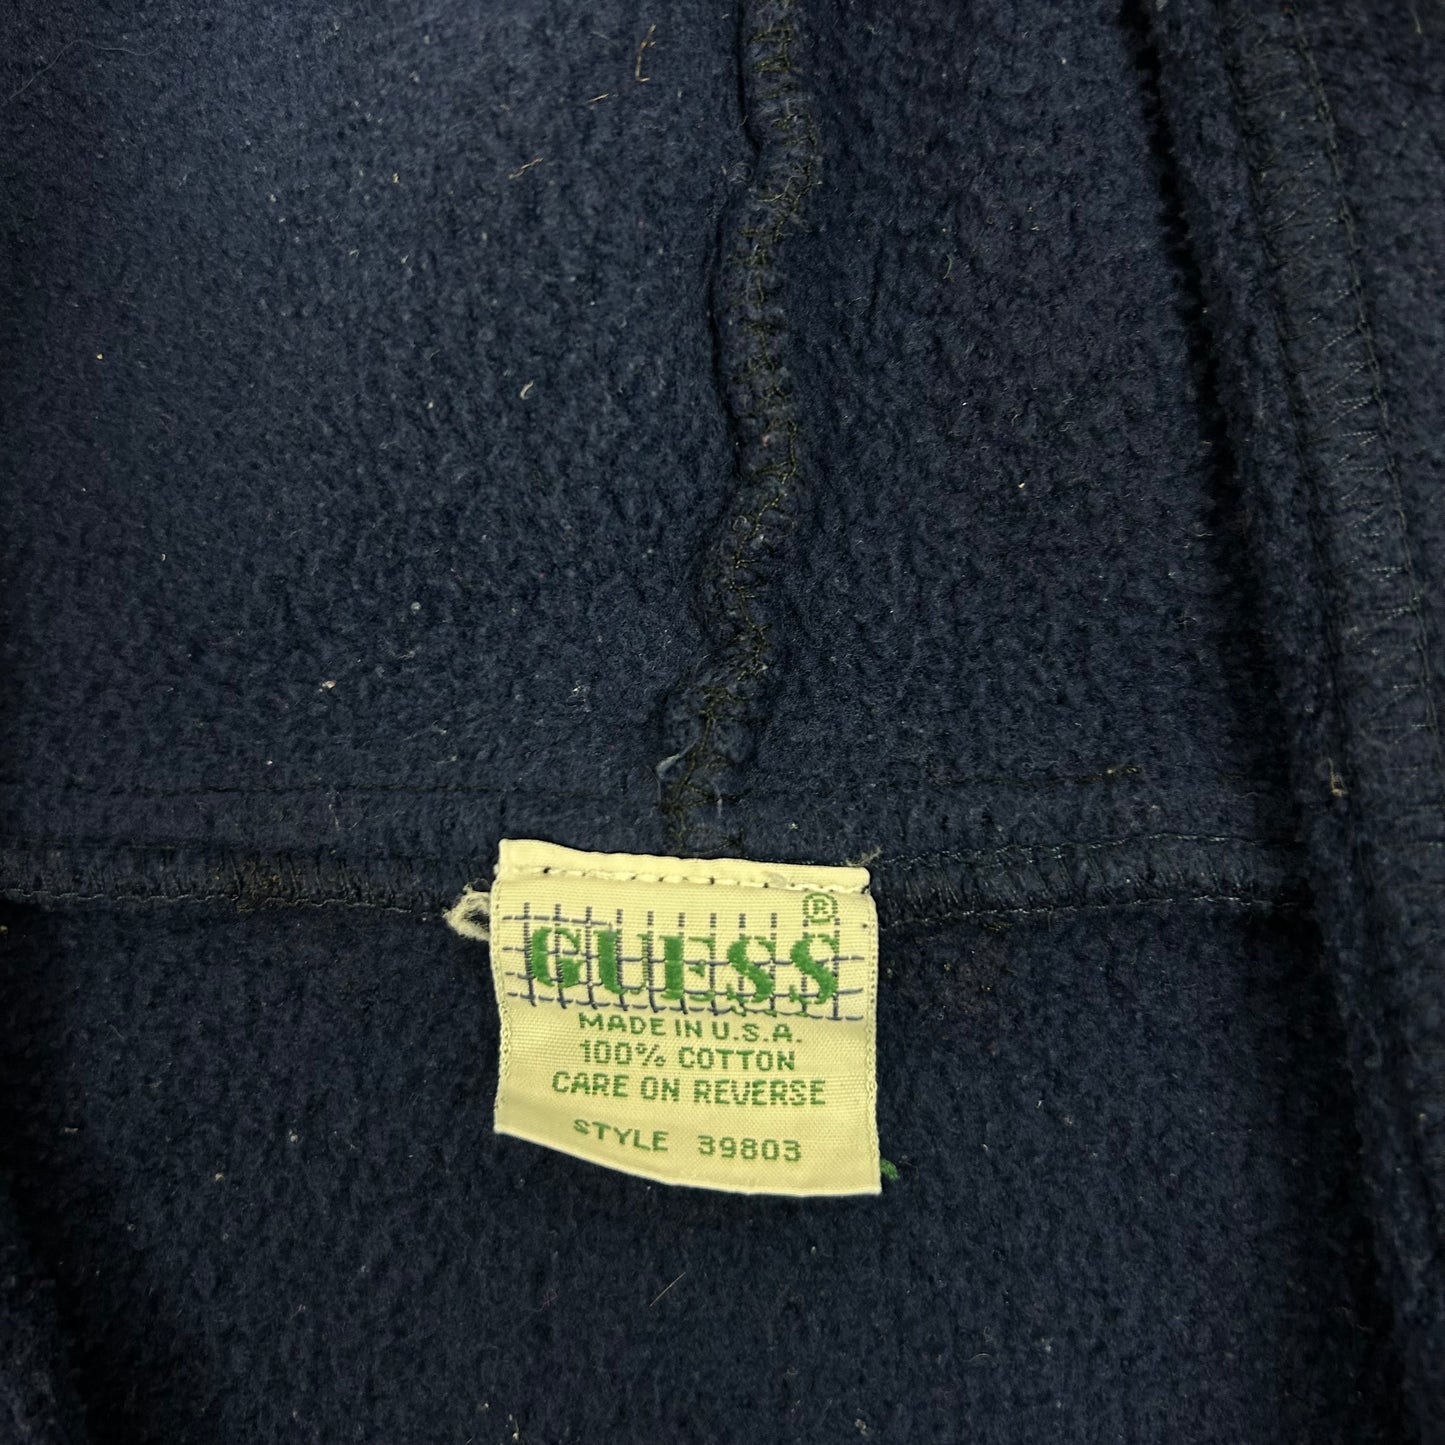 GUESS®
MADE IN U.S.A.
100% COTTON
CARE ON REVERSE
STYLE 39803